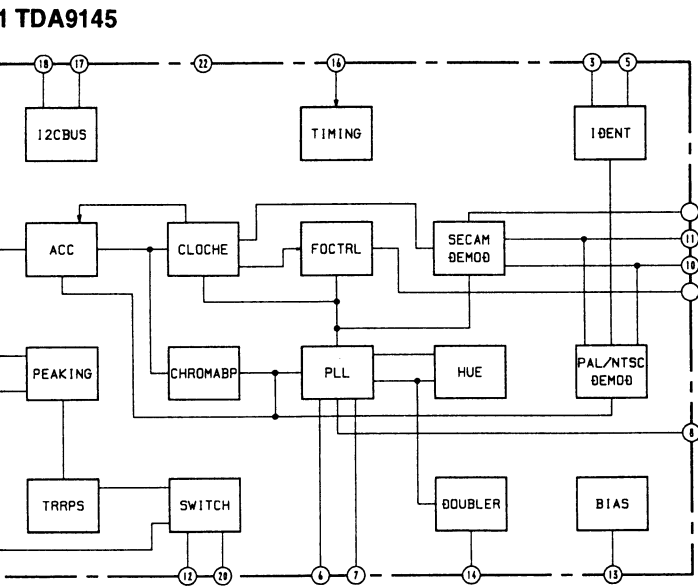 1 TDA9145
18 17 22 16 3 5
I2CBUS TIMING IDENT
ACC CLOCHE FOCTRL SECAM
DEMOD
11
10
PEAKING CHROMABP PLL HUE PAL/NTSC
DEMOD
8
TRRPS SWITCH DOUBLER BIAS
12 20 6 7 14 13